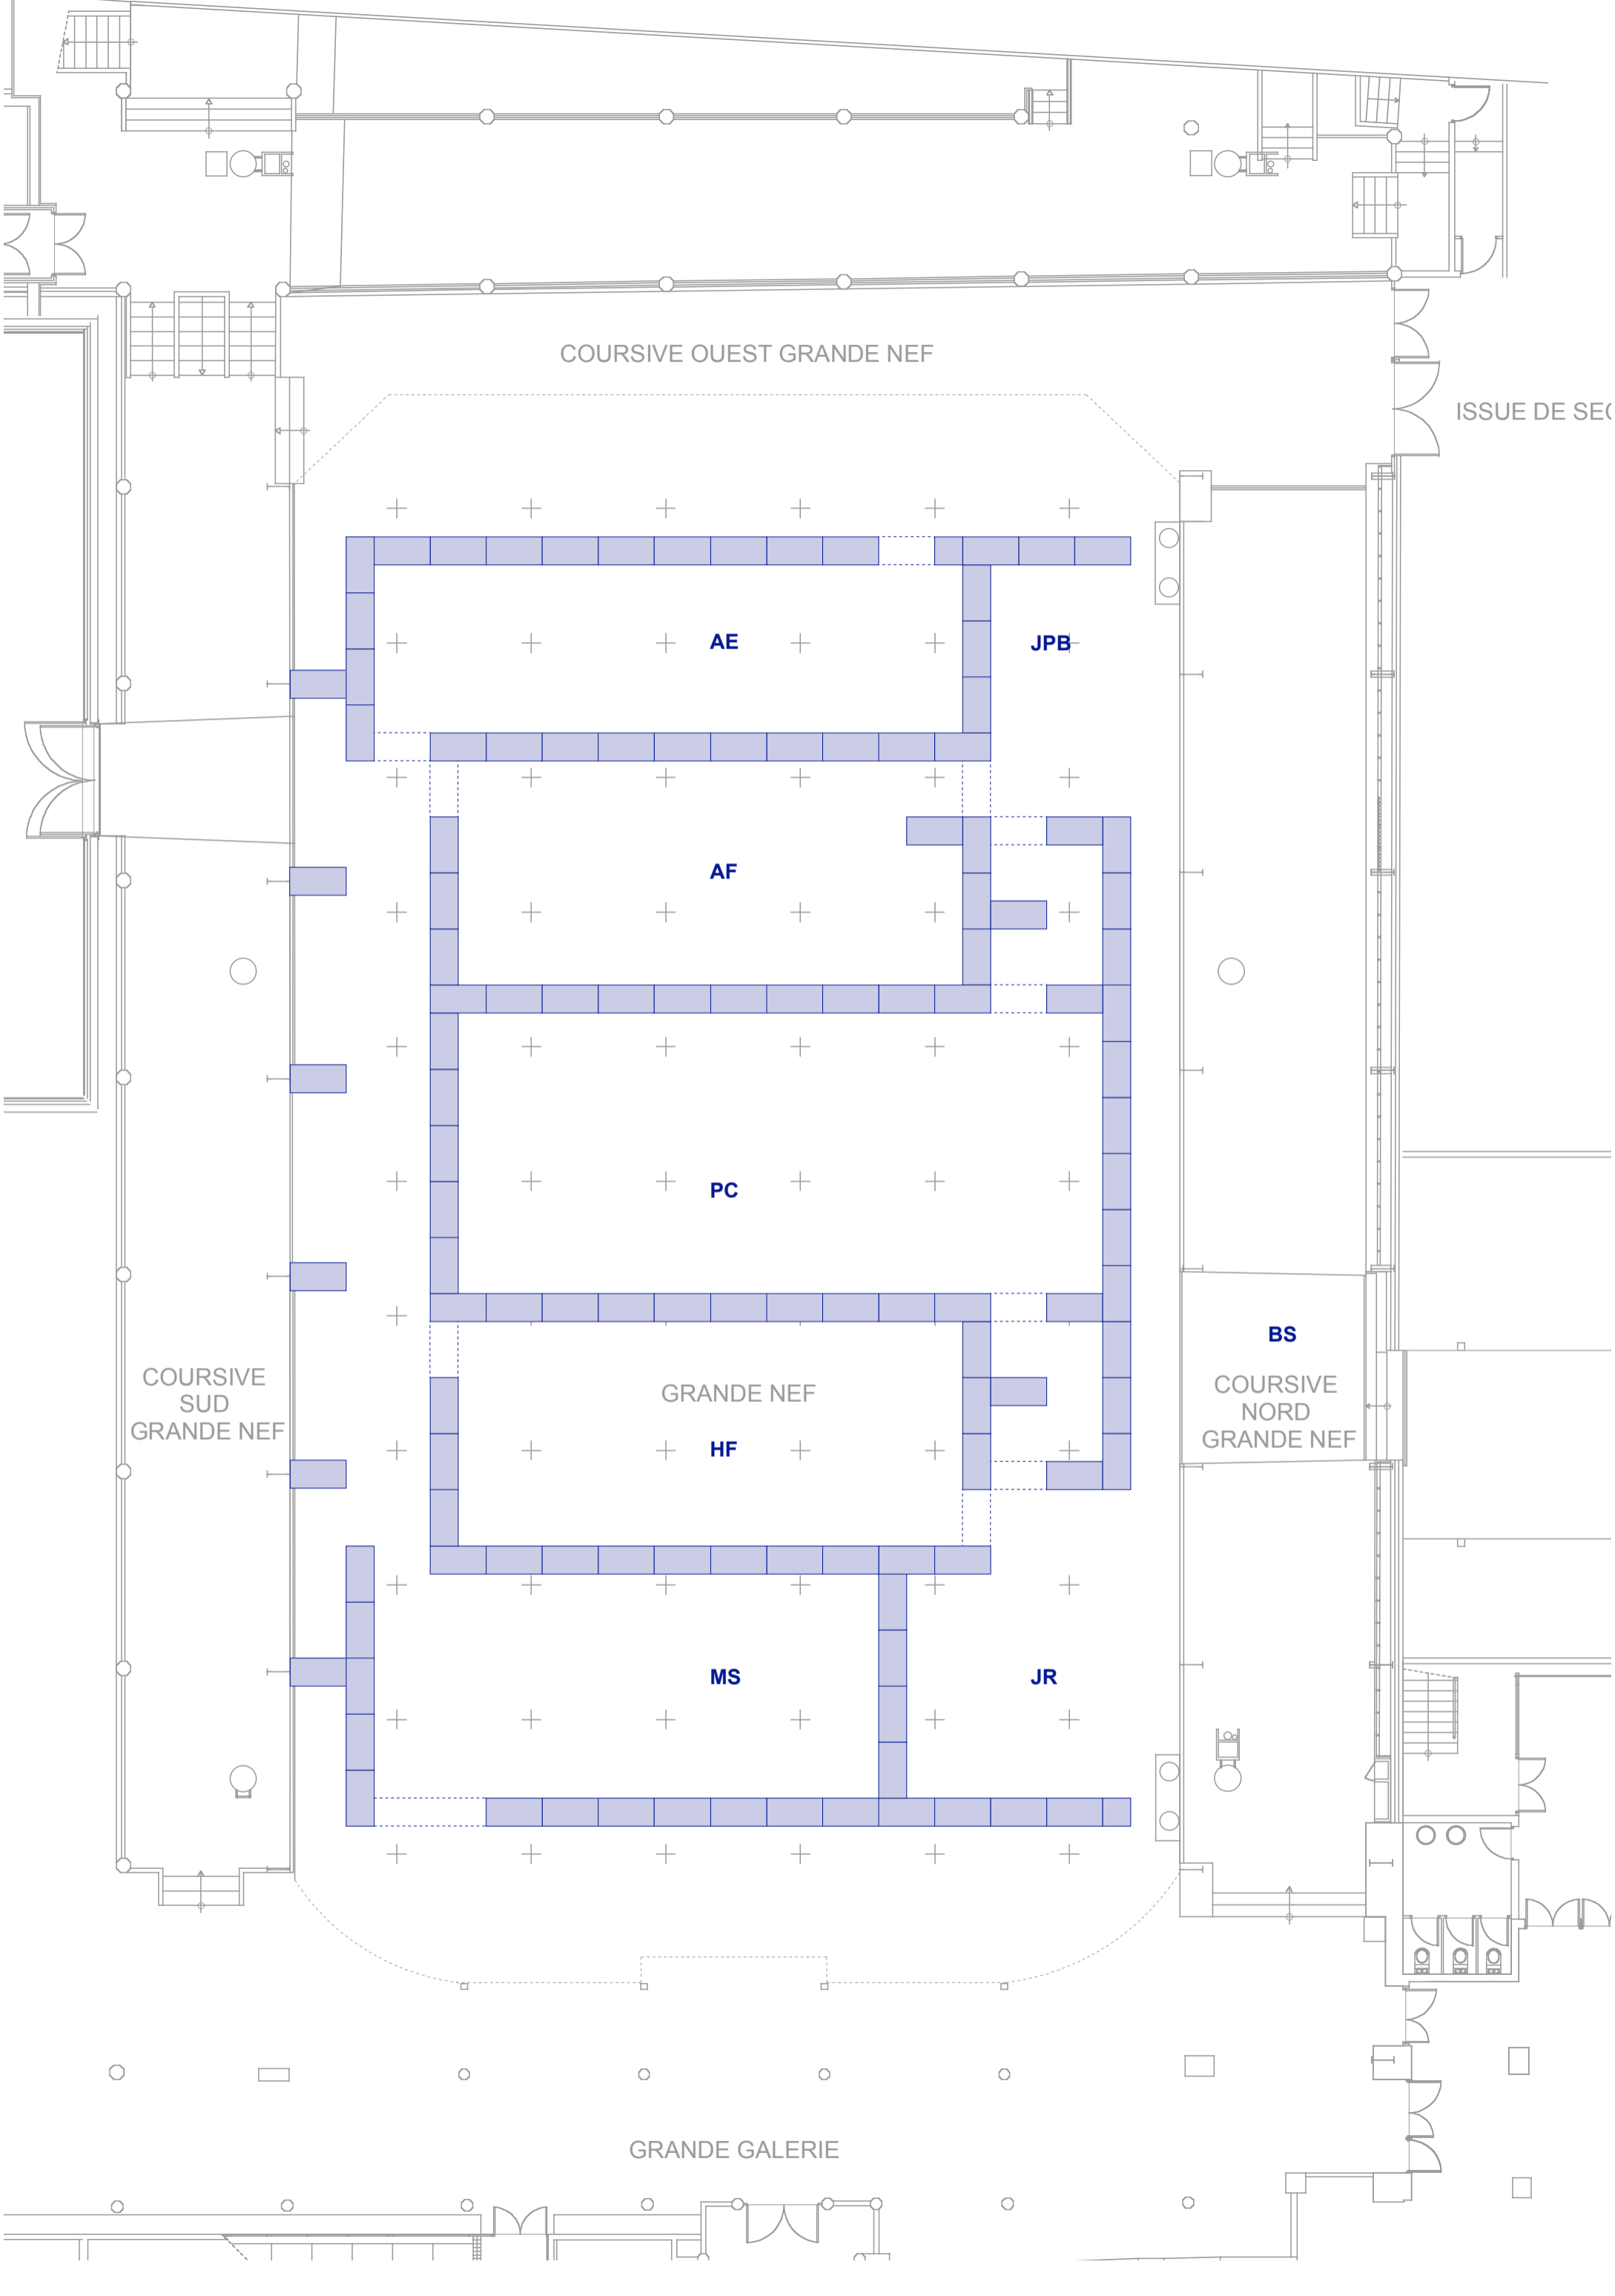 COURSIVE OUEST GRANDE NEF
ISSUE DE
AE
JPB
AF
PC
BS
COURSIVE
SUD
GRANDE NEF
GRANDE NEF
COURSIVE
NORD
GRANDE NEF
HF
MS
JR
GRANDE GALERIE